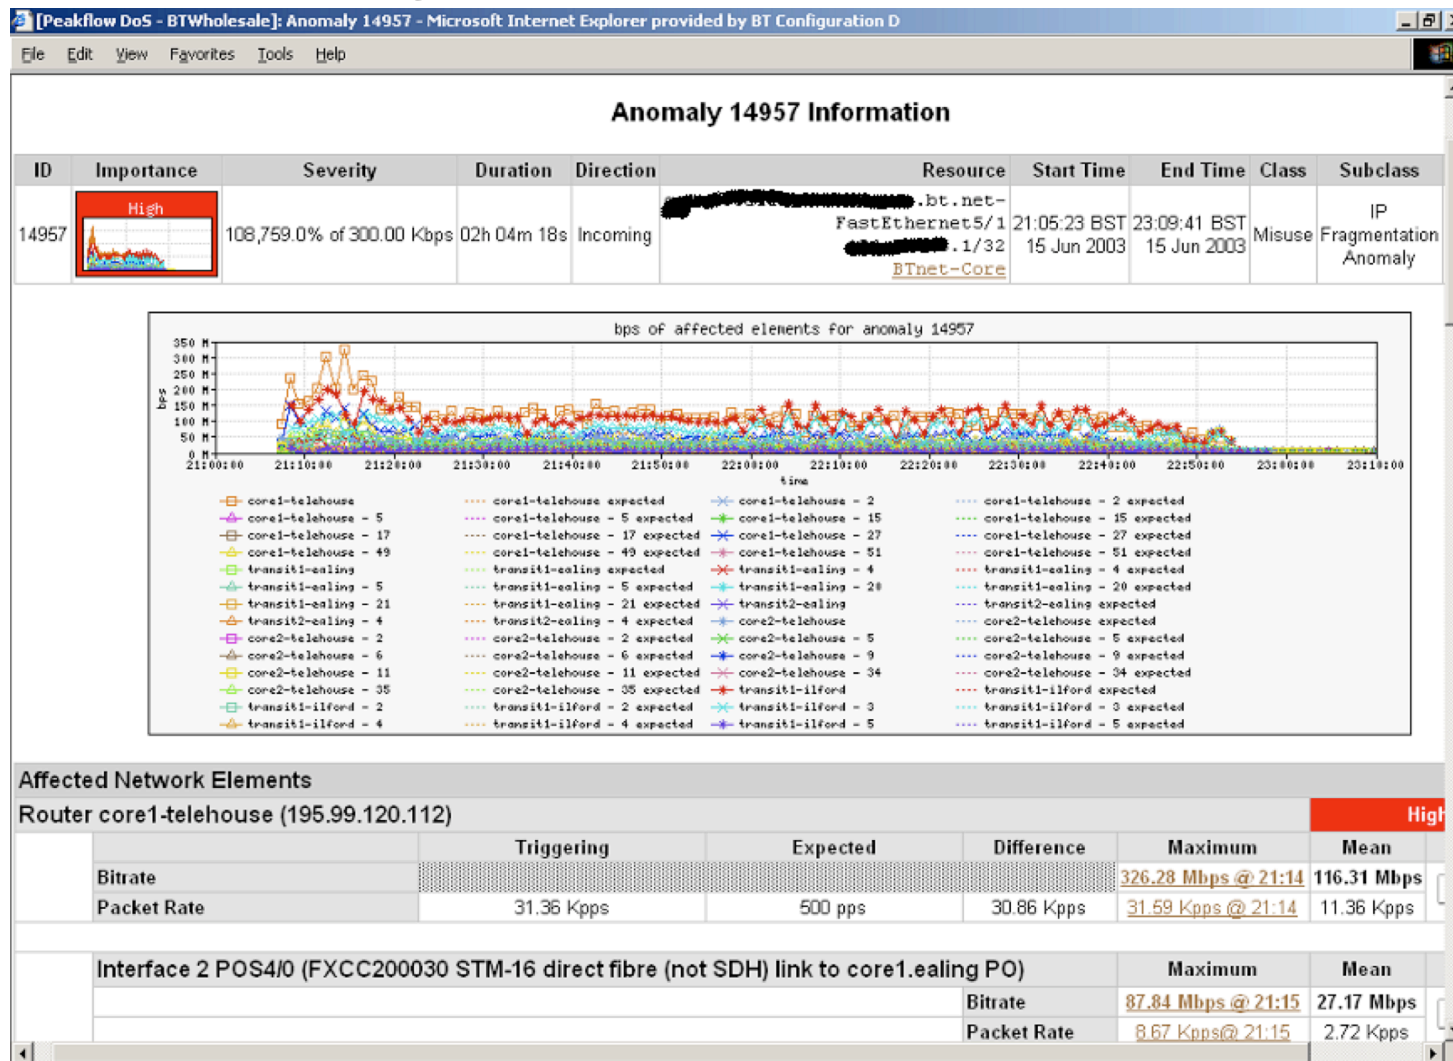 [Peakflow DoS - BTWholesale]: Anomaly 14957 - Microsoft Internet Explorer provided by BT Configuration D
File Edit View Favorites Tools Help
Anomaly 14957 Information
ID Importance Severity Duration Direction Resource Start Time End Time Class Subclass
14957 High 108,759.0% of 300.00 Kbps 02h 04m 18s Incoming .bt.net-FastEthernet5/1 .1/32 BTnet-Core 21:05:23 BST 15 Jun 2003 23:09:41 BST 15 Jun 2003 Misuse IP Fragmentation Anomaly
bps of affected elements for anomaly 14957
350 M
300 M
250 M
200 M
150 M
100 M
50 M
0 M
bps
21:00:00 21:10:00 21:20:00 21:30:00 21:40:00 21:50:00 22:00:00 22:10:00 22:20:00 22:30:00 22:40:00 22:50:00 23:00:00 23:10:00
time
core1-telehouse core1-telehouse expected core1-telehouse - 2 core1-telehouse - 2 expected
core1-telehouse - 5 core1-telehouse - 5 expected core1-telehouse - 15 core1-telehouse - 15 expected
core1-telehouse - 17 core1-telehouse - 17 expected core1-telehouse - 27 core1-telehouse - 27 expected
core1-telehouse - 49 core1-telehouse - 49 expected core1-telehouse - 51 core1-telehouse - 51 expected
transit1-ealing transit1-ealing expected transit1-ealing - 4 transit1-ealing - 4 expected
transit1-ealing - 5 transit1-ealing - 5 expected transit1-ealing - 20 transit1-ealing - 20 expected
transit1-ealing - 21 transit1-ealing - 21 expected transit2-ealing transit2-ealing expected
transit2-ealing - 4 transit2-ealing - 4 expected core2-telehouse core2-telehouse expected
core2-telehouse - 2 core2-telehouse - 2 expected core2-telehouse - 5 core2-telehouse - 5 expected
core2-telehouse - 6 core2-telehouse - 6 expected core2-telehouse - 9 core2-telehouse - 9 expected
core2-telehouse - 11 core2-telehouse - 11 expected core2-telehouse - 34 core2-telehouse - 34 expected
core2-telehouse - 35 core2-telehouse - 35 expected transit1-ilford transit1-ilford expected
transit1-ilford - 2 transit1-ilford - 2 expected transit1-ilford - 3 transit1-ilford - 3 expected
transit1-ilford - 4 transit1-ilford - 4 expected transit1-ilford - 5 transit1-ilford - 5 expected
Affected Network Elements
Router core1-telehouse (195.99.120.112) High
Triggering Expected Difference Maximum Mean
Bitrate 326.28 Mbps @ 21:14 116.31 Mbps
Packet Rate 31.36 Kpps 500 pps 30.86 Kpps 31.59 Kpps @ 21:14 11.36 Kpps
Interface 2 POS4/0 (FXCC200030 STM-16 direct fibre (not SDH) link to core1.ealing PO) Maximum Mean
Bitrate 87.84 Mbps @ 21:15 27.17 Mbps
Packet Rate 8.67 Kpps@ 21:15 2.72 Kpps